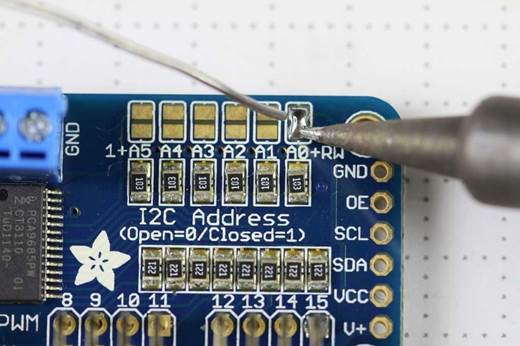 GND
1+A5 A4 A3 A2 A1 A0+RW
GND
103 103 103 103 103 103
OE
I2C Address
(Open=0/Closed=1)
SCL
PCA9685PW
221 221 221 221 221 221 221 221
SDA
VCC
8 9 10 11 12 13 14 15
PWM
V+